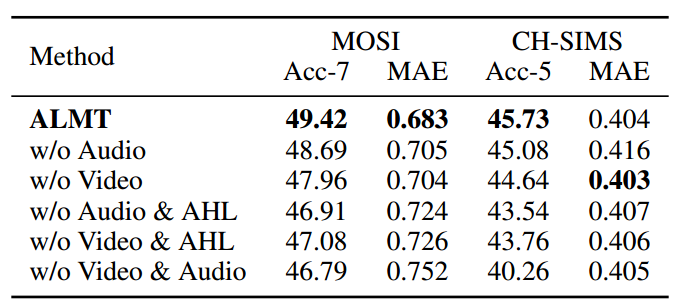 Method MOSI CH-SIMS
Acc-7 MAE Acc-5 MAE
ALMT 49.42 0.683 45.73 0.404
w/o Audio 48.69 0.705 45.08 0.416
w/o Video 47.96 0.704 44.64 0.403
w/o Audio & AHL 46.91 0.724 43.54 0.407
w/o Video & AHL 47.08 0.726 43.76 0.406
w/o Video & Audio 46.79 0.752 40.26 0.405